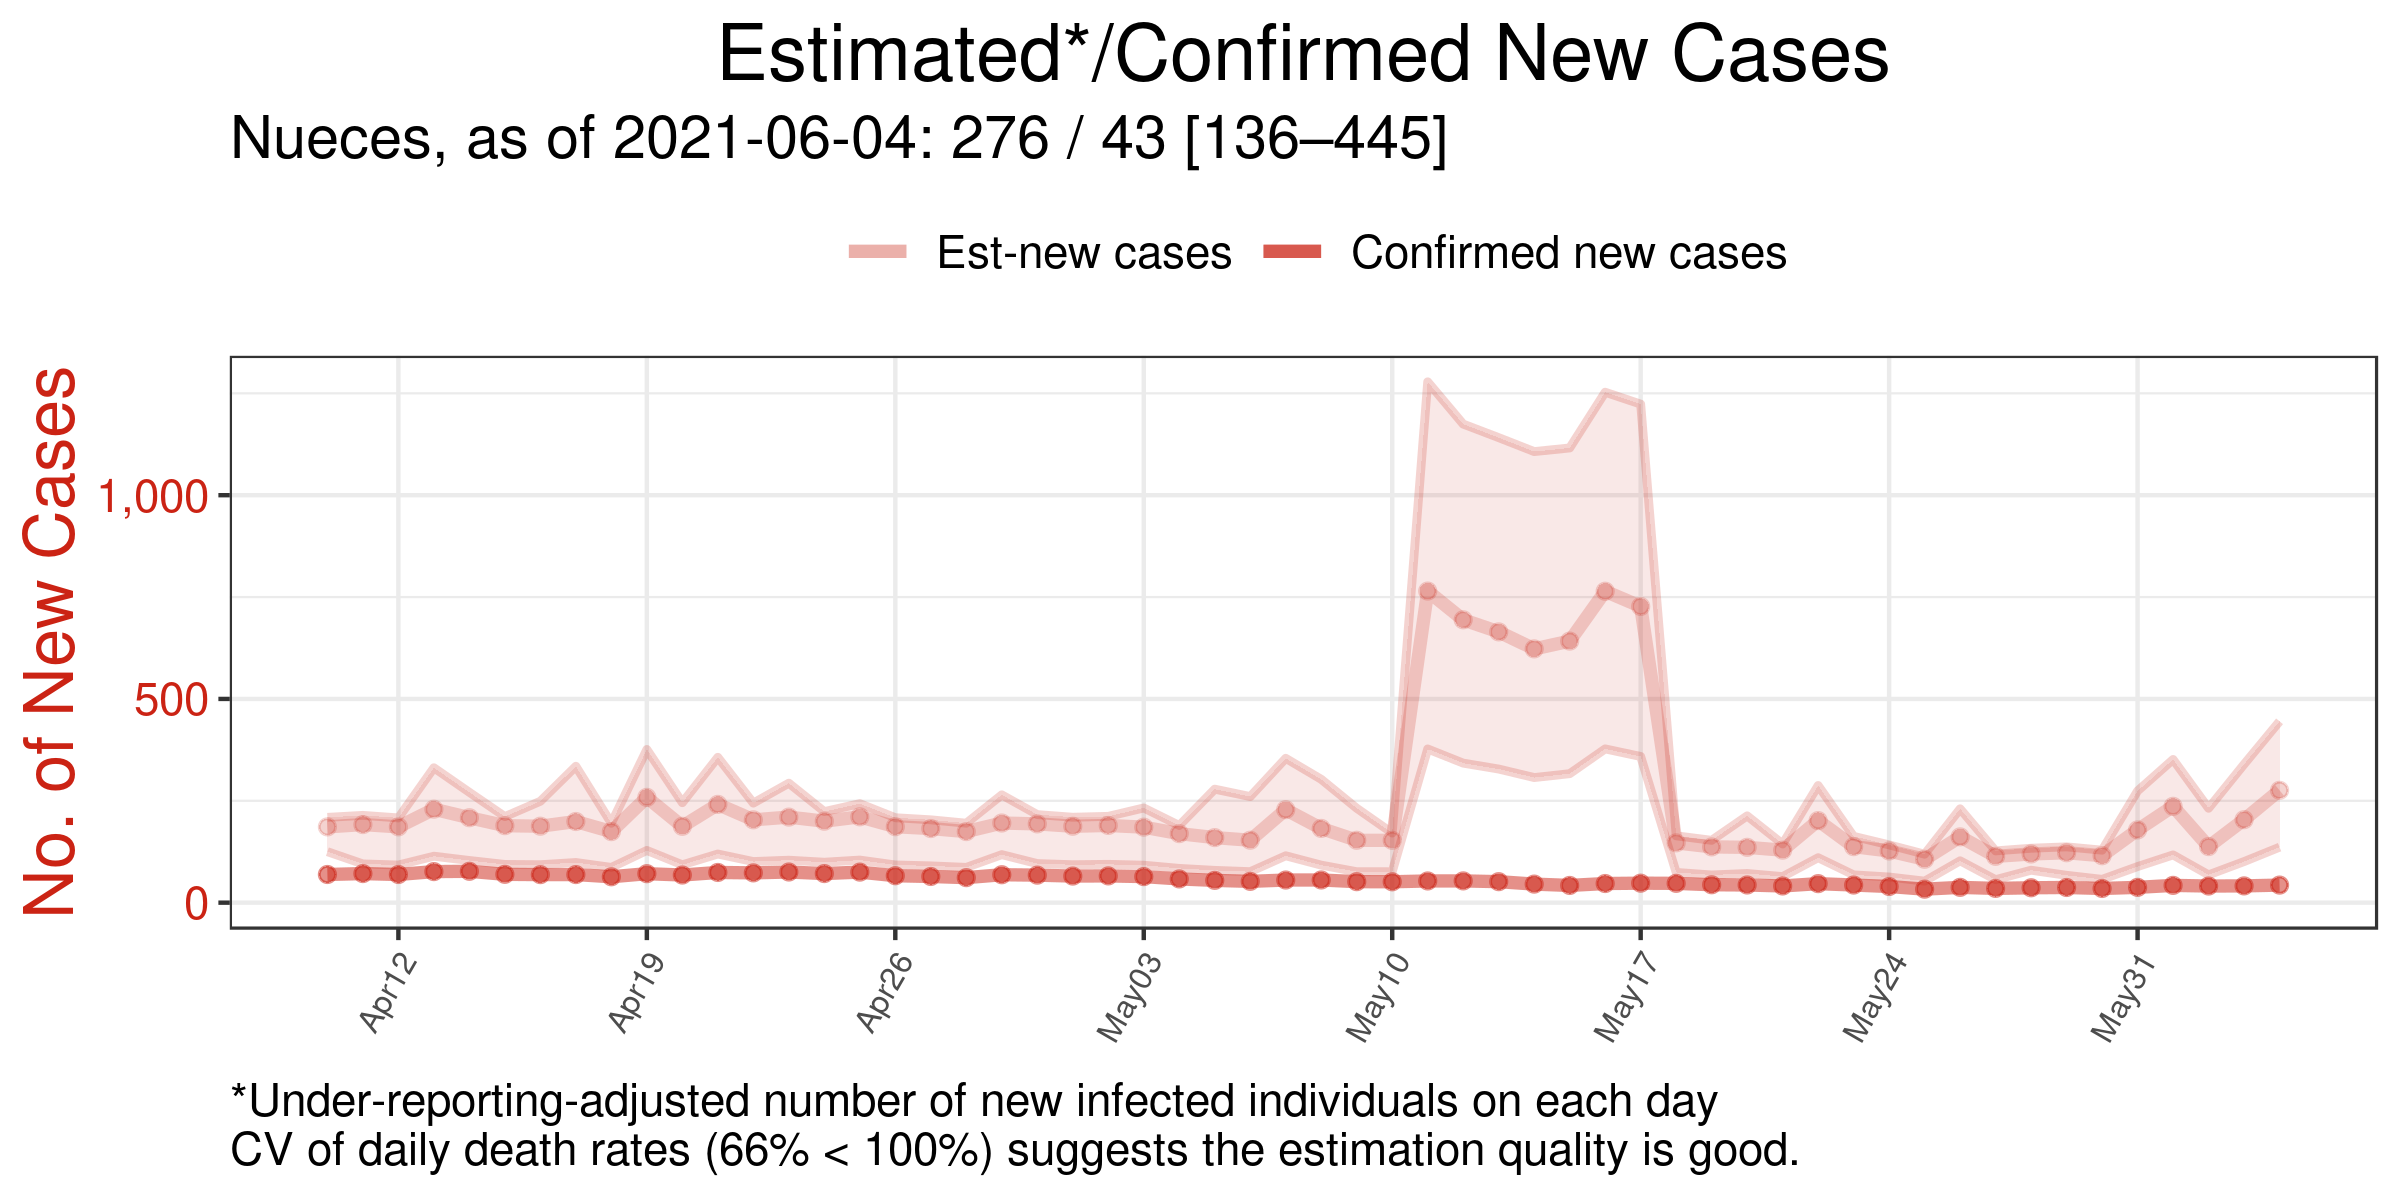 Estimated*/Confirmed New Cases
Nueces, as of 2021-06-04: 276 / 43 [136–445]
Est-new cases
Confirmed new cases
No. of New Cases
1,000
500
0
Apr12
Apr19
Apr26
May03
May10
May17
May24
May31
*Under-reporting-adjusted number of new infected individuals on each day
CV of daily death rates (66% < 100%) suggests the estimation quality is good.